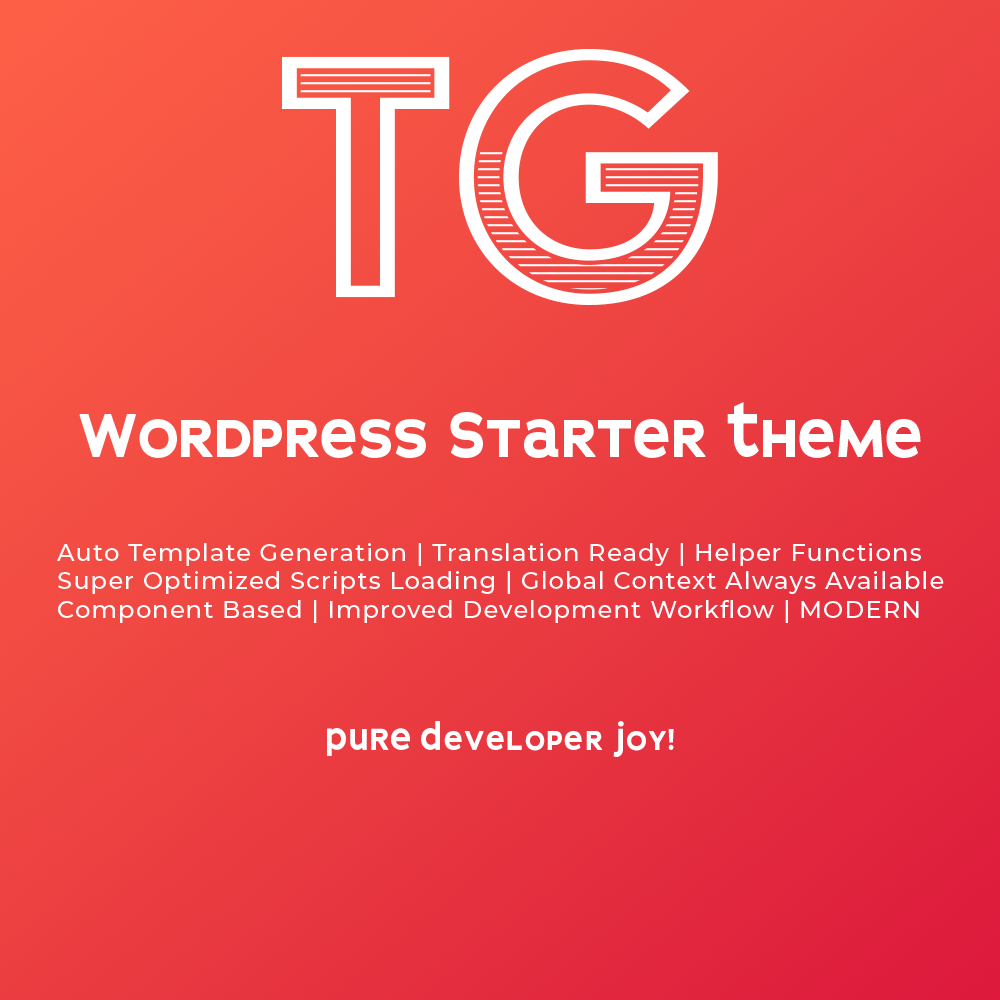 TG
WordPress Starter Theme
Auto Template Generation | Translation Ready | Helper Functions
Super Optimized Scripts Loading | Global Context Always Available
Component Based | Improved Development Workflow | MODERN
pure developer joy!